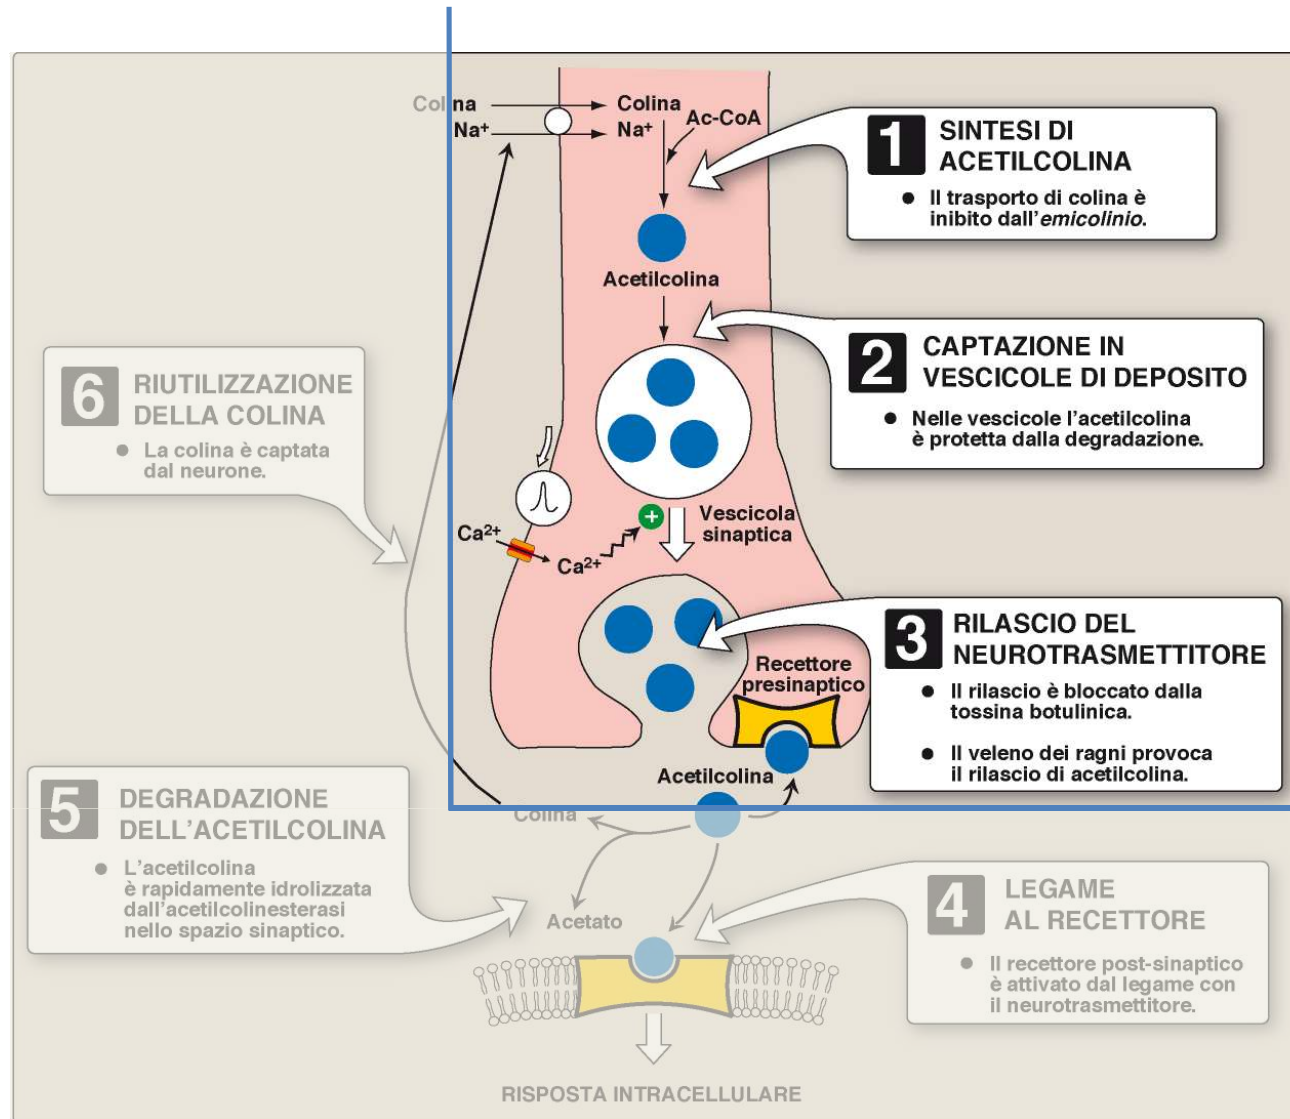 Colina
Na⁺
Colina
Na⁺
Ac-CoA
1
SINTESI DI
ACETILCOLINA
● Il trasporto di colina è
inibito dall'emicolinio.
Acetilcolina
2
CAPTAZIONE IN
VESCICOLE DI DEPOSITO
● Nelle vescicole l'acetilcolina
è protetta dalla degradazione.
6
RIUTILIZZAZIONE
DELLA COLINA
● La colina è captata
dal neurone.
Ca²⁺
Ca²⁺
+
Vescicola
sinaptica
3
RILASCIO DEL
NEUROTRASMETTITORE
● Il rilascio è bloccato dalla
tossina botulinica.
● Il veleno dei ragni provoca
il rilascio di acetilcolina.
Recettore
presinaptico
Acetilcolina
Colina
5
DEGRADAZIONE
DELL'ACETILCOLINA
● L'acetilcolina
è rapidamente idrolizzata
dall'acetilcolinesterasi
nello spazio sinaptico.
Acetato
4
LEGAME
AL RECETTORE
● Il recettore post-sinaptico
è attivato dal legame con
il neurotrasmettitore.
RISPOSTA INTRACELLULARE